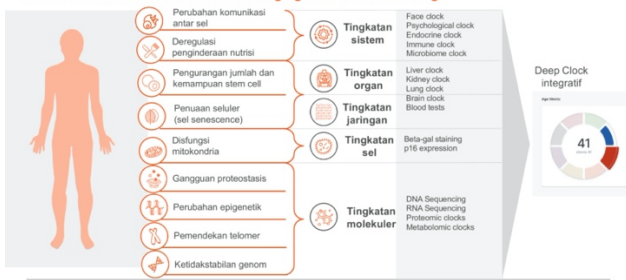 Perubahan komunikasi
antar sel
Deregulasi
penginderaan nutrisi
Pengurangan jumlah dan
kemampuan stem cell
Penuaan seluler
(sel senescence)
Disfungsi
mitokondria
Gangguan proteostasis
Perubahan epigenetik
Pemendekan telomer
Ketidakstabilan genom
Tingkatan
sistem
Tingkatan
organ
Tingkatan
jaringan
Tingkatan
sel
Tingkatan
molekuler
Face clock
Psychological clock
Endocrine clock
Immune clock
Microbiome clock
Liver clock
Kidney clock
Lung clock
Brain clock
Blood tests
Beta-gal staining
p16 expression
DNA Sequencing
RNA Sequencing
Proteomic clocks
Metabolomic clocks
Deep Clock
integratif
41